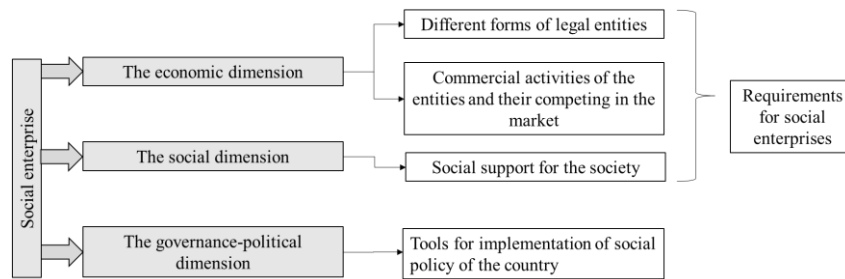 Social enterprise
The economic dimension
Different forms of legal entities
Commercial activities of the
entities and their competing in the
market
The social dimension
Social support for the society
Requirements
for social
enterprises
The governance-political
dimension
Tools for implementation of social
policy of the country